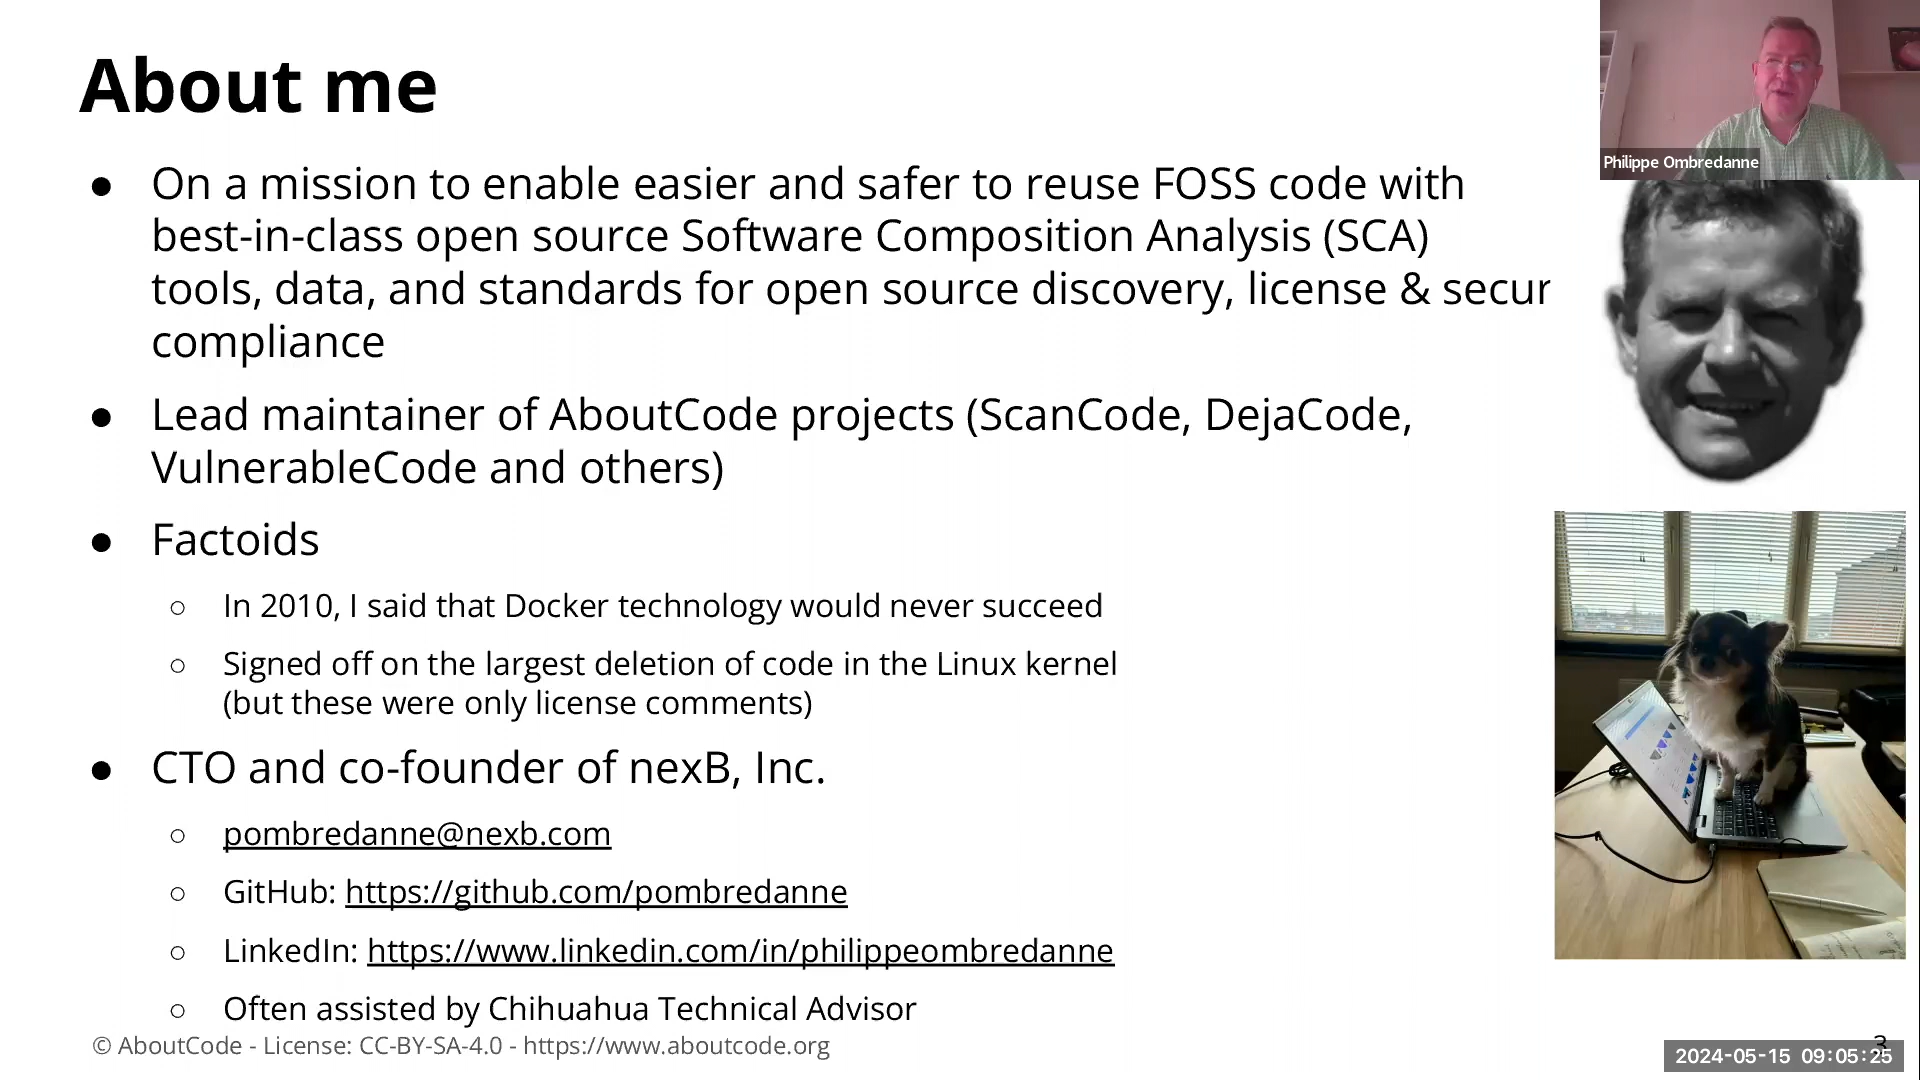 About me
Philippe Ombredanne
● On a mission to enable easier and safer to reuse FOSS code with
best-in-class open source Software Composition Analysis (SCA)
tools, data, and standards for open source discovery, license & secur
compliance
● Lead maintainer of AboutCode projects (ScanCode, DejaCode,
VulnerableCode and others)
● Factoids
○ In 2010, I said that Docker technology would never succeed
○ Signed off on the largest deletion of code in the Linux kernel
(but these were only license comments)
● CTO and co-founder of nexB, Inc.
○ pombredanne@nexb.com
○ GitHub: https://github.com/pombredanne
○ LinkedIn: https://www.linkedin.com/in/philippeombredanne
○ Often assisted by Chihuahua Technical Advisor
© AboutCode - License: CC-BY-SA-4.0 - https://www.aboutcode.org
3
2024-05-15 09:05:25